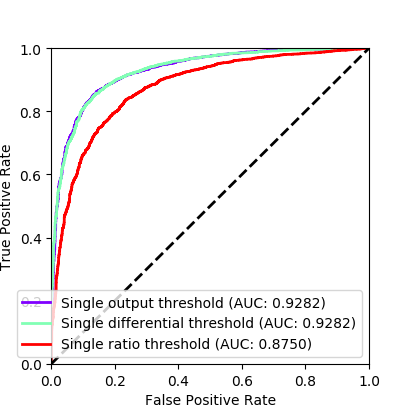 1.0
0.8
0.6
0.4
0.2
0.0
True Positive Rate
Single output threshold (AUC: 0.9282)
Single differential threshold (AUC: 0.9282)
Single ratio threshold (AUC: 0.8750)
0.0 0.2 0.4 0.6 0.8 1.0
False Positive Rate